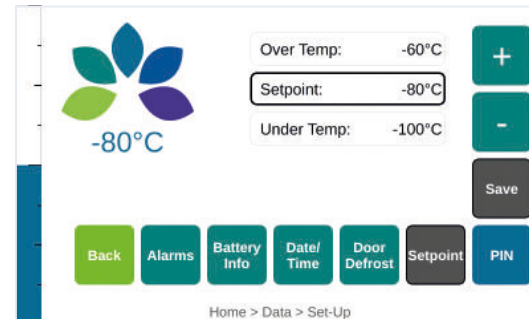 Over Temp: -60°C
+
Setpoint: -80°C
Under Temp: -100°C
-
-80°C
Save
Back
Alarms
Battery
Info
Date/
Time
Door
Defrost
Setpoint
PIN
Home > Data > Set-Up